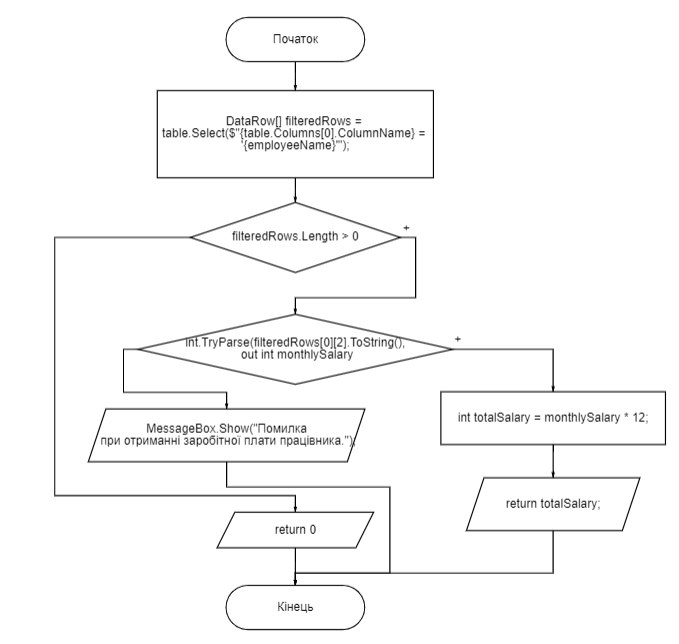 Початок
DataRow[] filteredRows =
table.Select($"{table.Columns[0].ColumnName} =
'{employeeName}'");
filteredRows.Length > 0
+
int.TryParse(filteredRows[0][2].ToString(),
out int monthlySalary
+
int totalSalary = monthlySalary * 12;
MessageBox.Show("Помилка
при отриманні заробітної плати працівника.");
return totalSalary;
return 0
Кінець